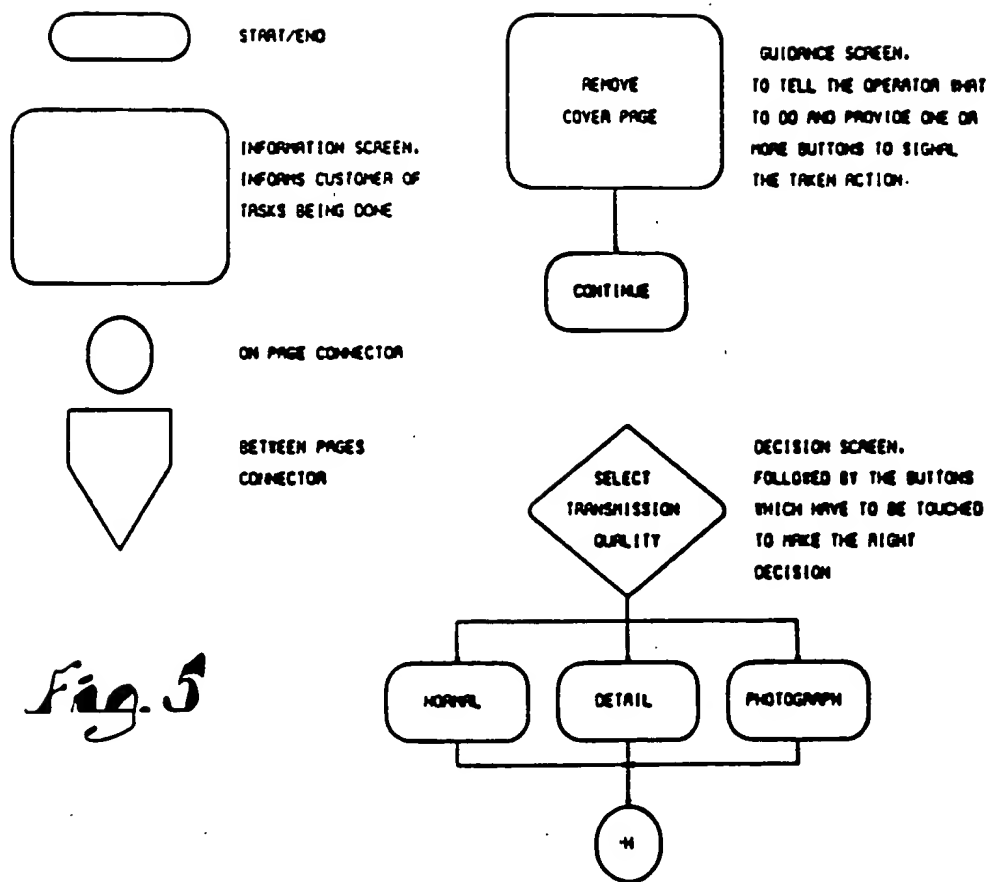 START/END
INFORMATION SCREEN.
INFORMS CUSTOMER OF
TASKS BEING DONE
ON PAGE CONNECTOR
BETWEEN PAGES
CONNECTOR
REMOVE
COVER PAGE
GUIDANCE SCREEN.
TO TELL THE OPERATOR WHAT
TO DO AND PROVIDE ONE OR
MORE BUTTONS TO SIGNAL
THE TAKEN ACTION.
CONTINUE
SELECT
TRANSMISSION
QUALITY
DECISION SCREEN.
FOLLOWED BY THE BUTTONS
WHICH HAVE TO BE TOUCHED
TO MAKE THE RIGHT
DECISION
NORMAL
DETAIL
PHOTOGRAPH
Fig. 5